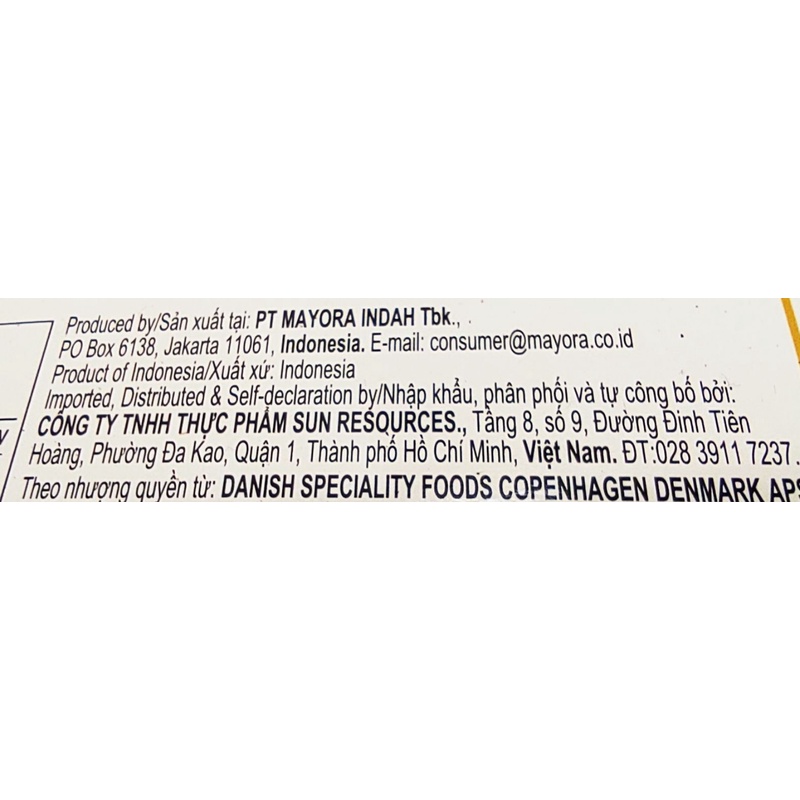 Produced by/Sản xuất tại: PT MAYORA INDAH Tbk.,
PO Box 6138, Jakarta 11061, Indonesia. E-mail: consumer@mayora.co.id
Product of Indonesia/Xuất xứ: Indonesia
Imported, Distributed & Self-declaration by/Nhập khẩu, phân phối và tự công bố bởi:
CÔNG TY TNHH THỰC PHẨM SUN RESOURCES., Tầng 8, số 9, Đường Đinh Tiên
Hoàng, Phường Đa Kao, Quận 1, Thành phố Hồ Chí Minh, Việt Nam. ĐT:028 3911 7237.
Theo nhượng quyền từ: DANISH SPECIALITY FOODS COPENHAGEN DENMARK APS